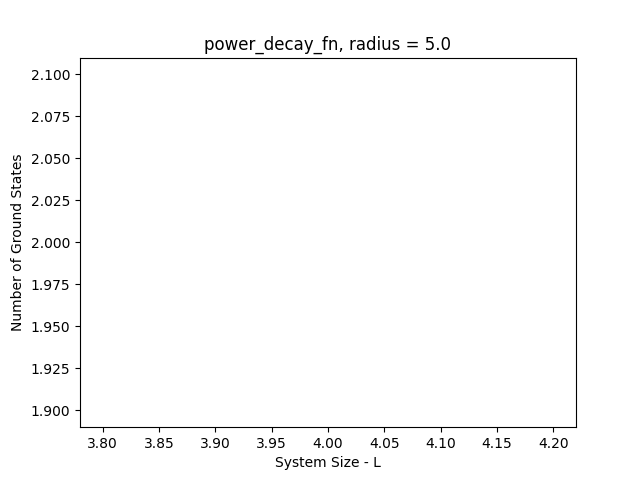 power_decay_fn, radius = 5.0
2.100
2.075
2.050
2.025
2.000
1.975
1.950
1.925
1.900
Number of Ground States
3.80 3.85 3.90 3.95 4.00 4.05 4.10 4.15 4.20
System Size - L